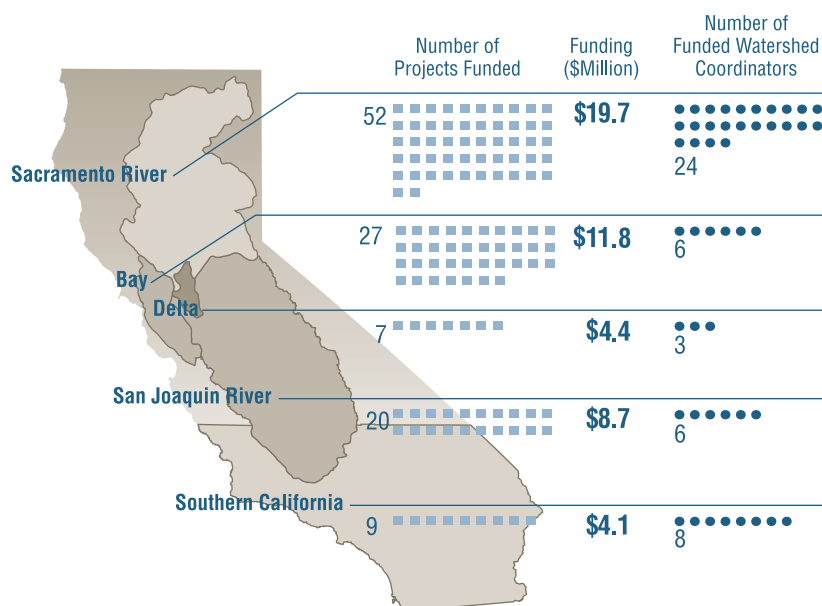 Number of
Projects Funded
Funding
($Million)
Number of
Funded Watershed
Coordinators
Sacramento River
52
$19.7
24
Bay
27
$11.8
6
Delta
7
$4.4
3
San Joaquin River
20
$8.7
6
Southern California
9
$4.1
8